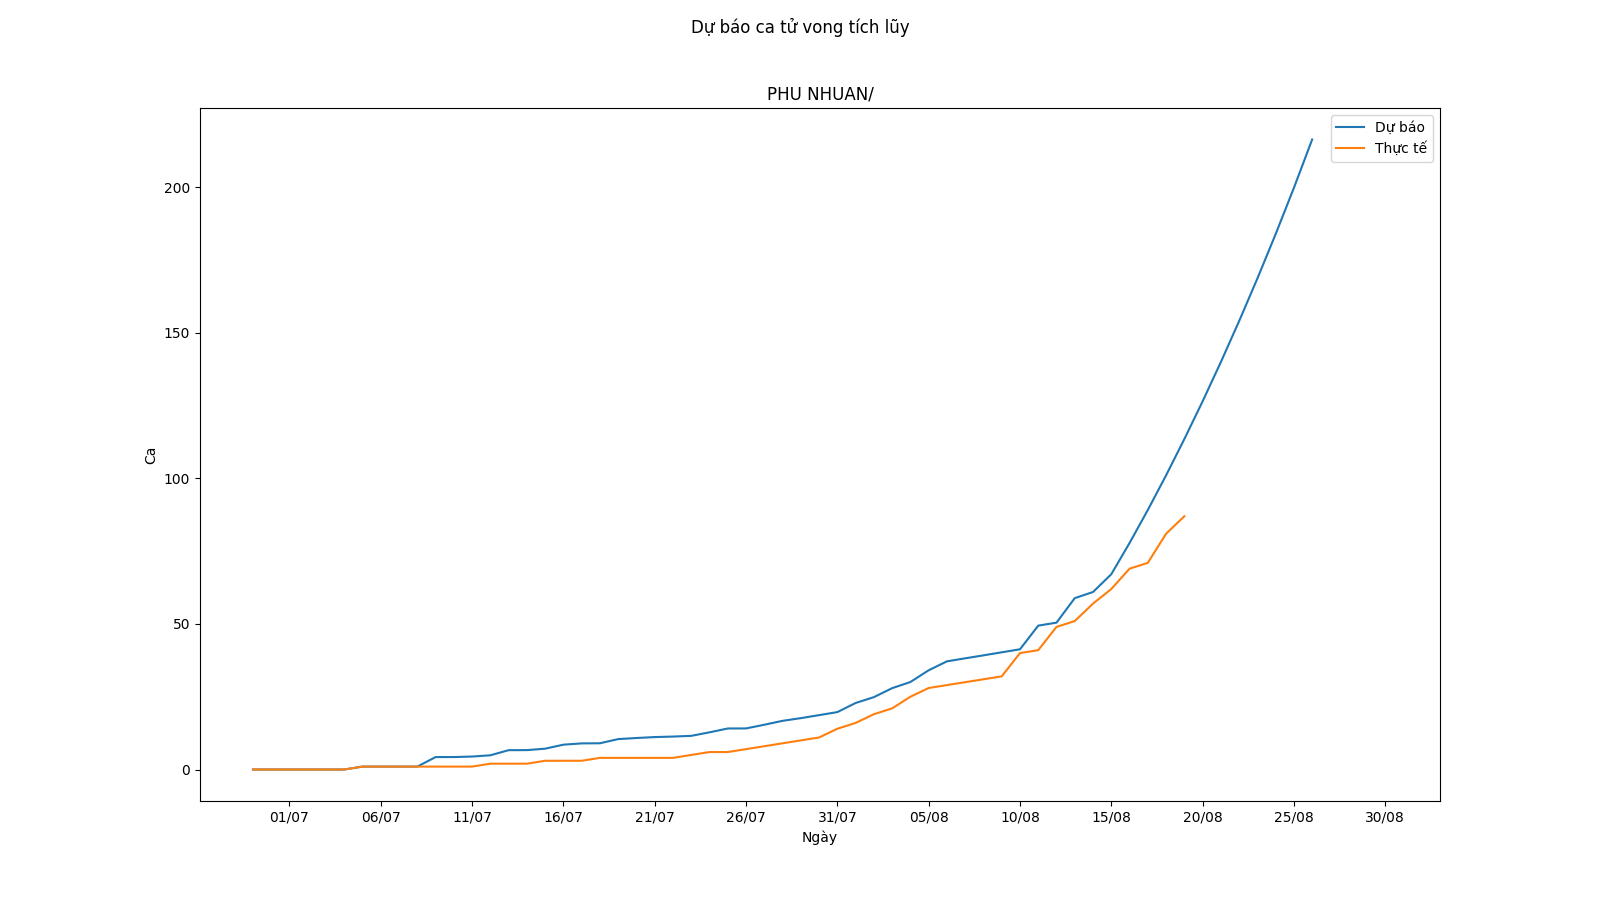 Dự báo ca tử vong tích lũy
PHU NHUAN/
Dự báo
Thực tế
200
150
100
50
0
Ca
01/07 06/07 11/07 16/07 21/07 26/07 31/07 05/08 10/08 15/08 20/08 25/08 30/08
Ngày